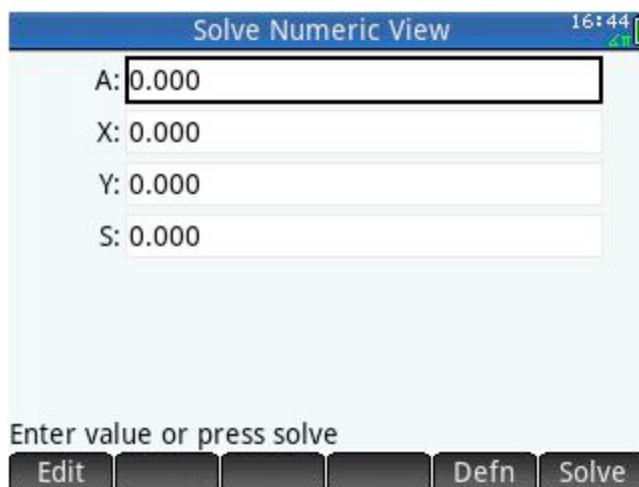 Solve Numeric View 16:44
∡π
A: 0.000
X: 0.000
Y: 0.000
S: 0.000
Enter value or press solve
Edit Defn Solve